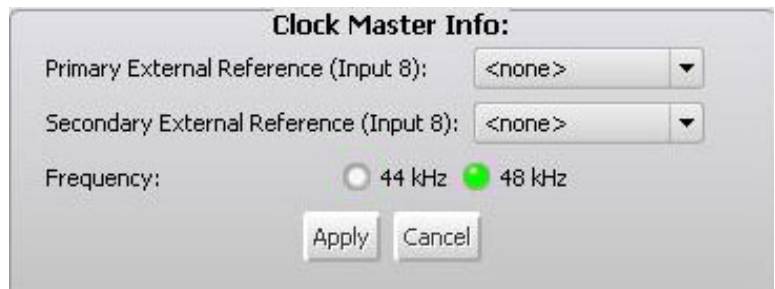 Clock Master Info:
Primary External Reference (Input 8): <none>
Secondary External Reference (Input 8): <none>
Frequency: 44 kHz 48 kHz
Apply Cancel